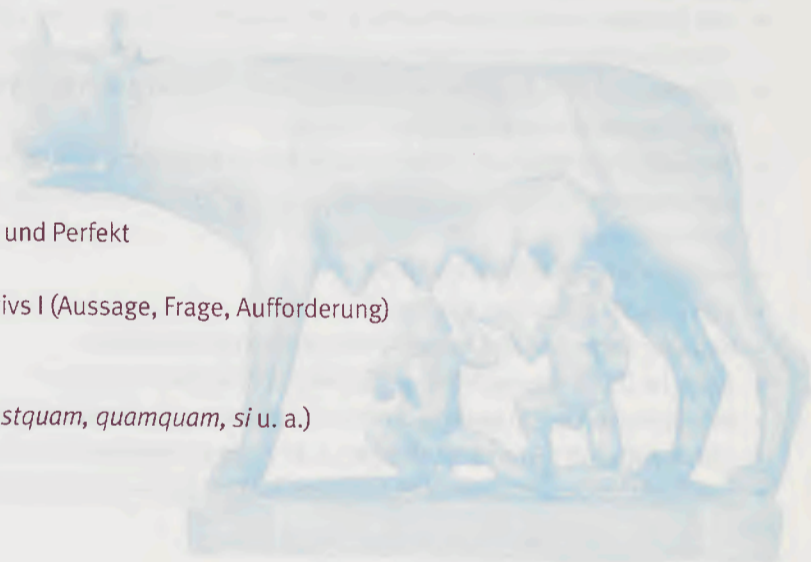 und Perfekt
ivs I (Aussage, Frage, Aufforderung)
stquam, quamquam, si u. a.)